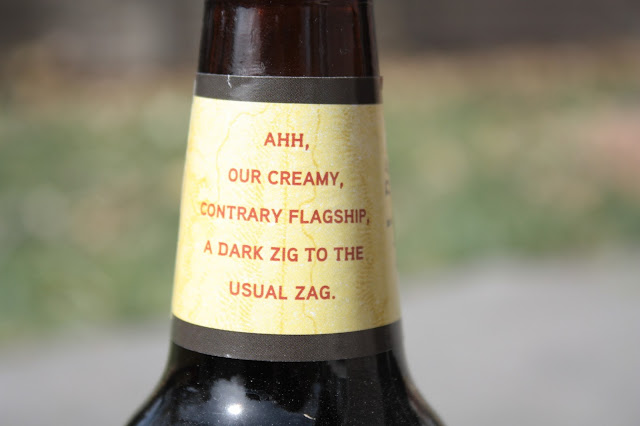 AHH,
OUR CREAMY,
CONTRARY FLAGSHIP,
A DARK ZIG TO THE
USUAL ZAG.